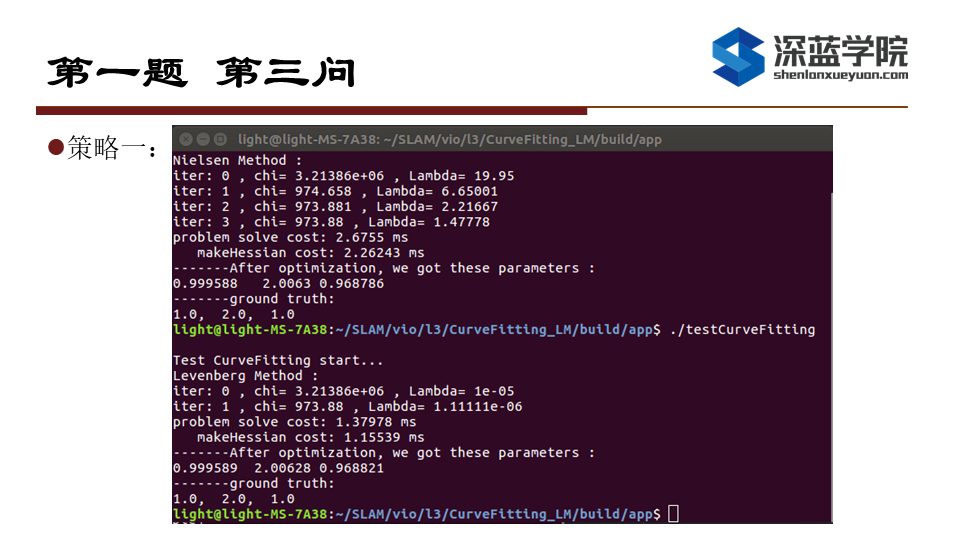 第一题 第三问
深蓝学院
shenlanxueyuan.com
●策略一：
light@light-MS-7A38: ~/SLAM/vio/l3/CurveFitting_LM/build/app
Nielsen Method :
iter: 0 , chi= 3.21386e+06 , Lambda= 19.95
iter: 1 , chi= 974.658 , Lambda= 6.65001
iter: 2 , chi= 973.881 , Lambda= 2.21667
iter: 3 , chi= 973.88 , Lambda= 1.47778
problem solve cost: 2.6755 ms
   makeHessian cost: 2.26243 ms
-------After optimization, we got these parameters :
0.999588   2.0063 0.968786
-------ground truth:
1.0,  2.0,  1.0
light@light-MS-7A38:~/SLAM/vio/l3/CurveFitting_LM/build/app$ ./testCurveFitting
Test CurveFitting start...
Levenberg Method :
iter: 0 , chi= 3.21386e+06 , Lambda= 1e-05
iter: 1 , chi= 973.88 , Lambda= 1.11111e-06
problem solve cost: 1.37978 ms
   makeHessian cost: 1.15539 ms
-------After optimization, we got these parameters :
0.999589  2.00628 0.968821
-------ground truth:
1.0,  2.0,  1.0
light@light-MS-7A38:~/SLAM/vio/l3/CurveFitting_LM/build/app$